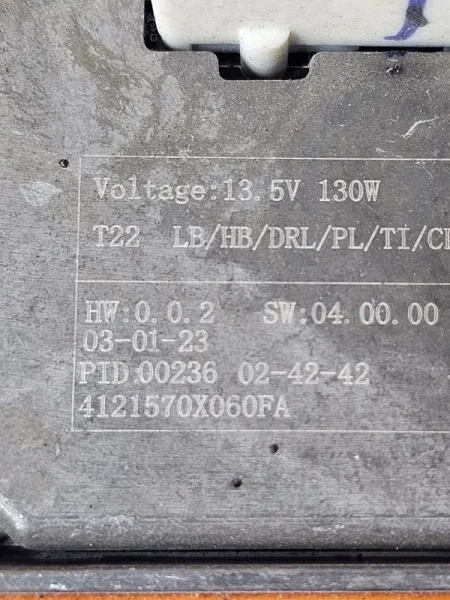 Voltage:13.5V 130W
T22 LB/HB/DRL/PL/TI/
HW:0.0.2 SW:04.00.00
03-01-23
PID:00236 02-42-42
4121570X060FA